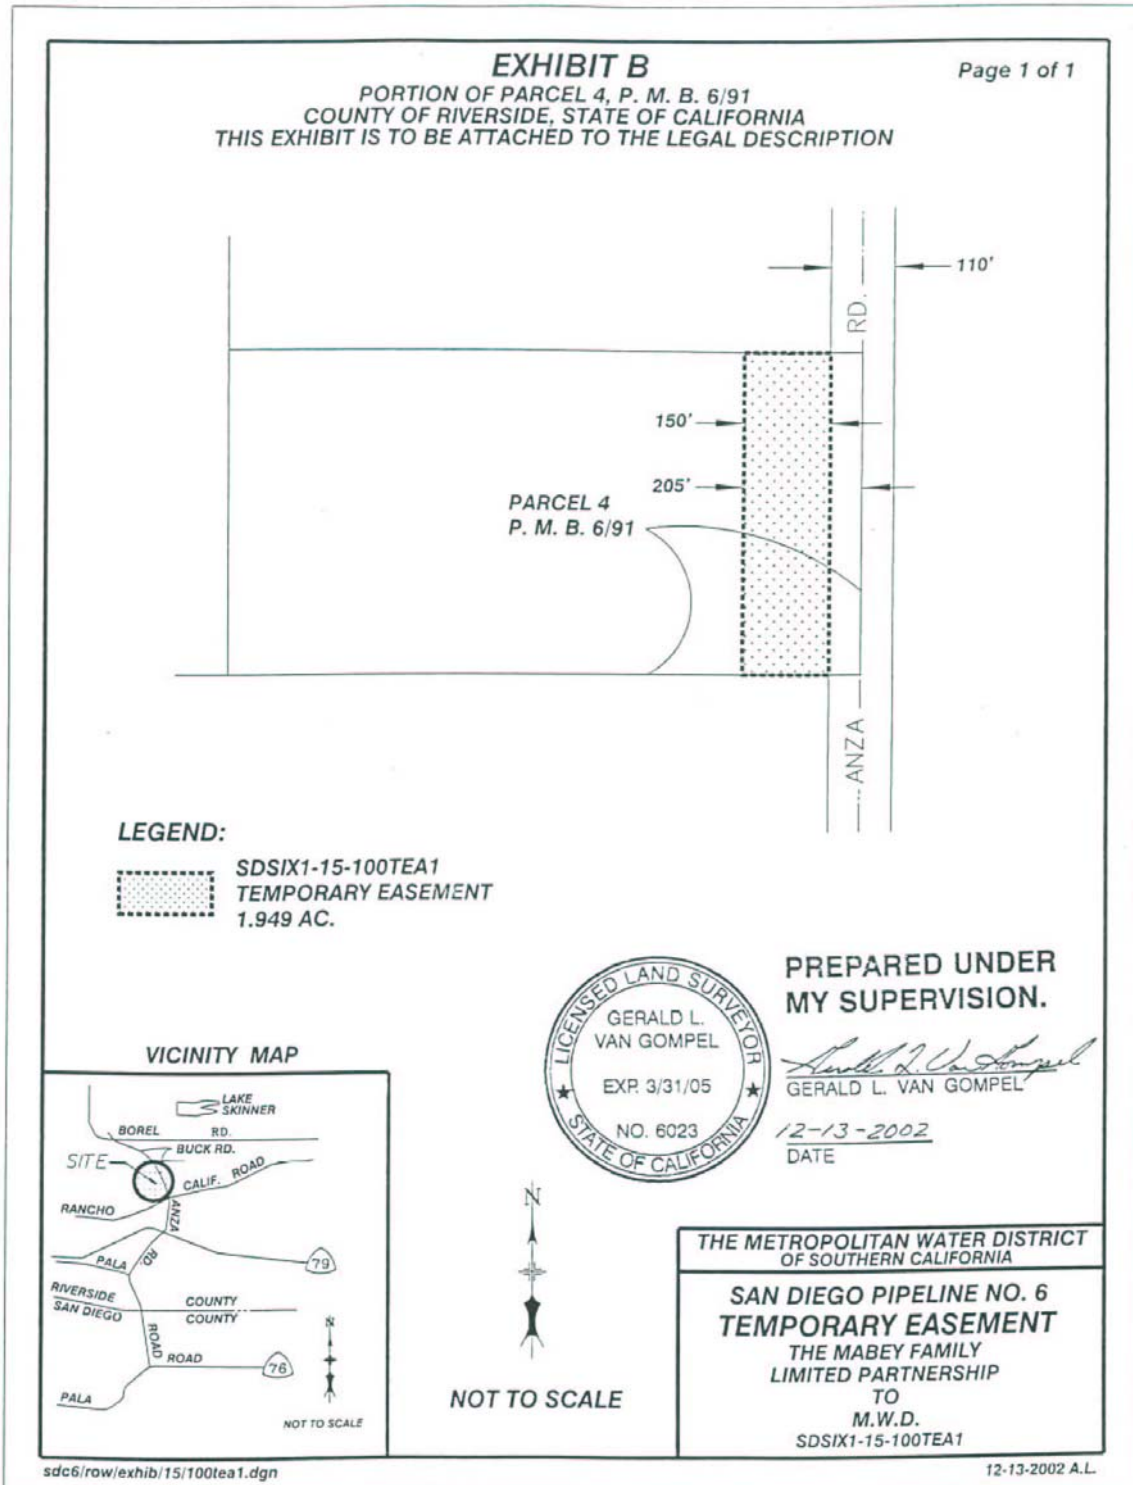 EXHIBIT B
Page 1 of 1
PORTION OF PARCEL 4, P. M. B. 6/91
COUNTY OF RIVERSIDE, STATE OF CALIFORNIA
THIS EXHIBIT IS TO BE ATTACHED TO THE LEGAL DESCRIPTION
110'
RD.
150'
205'
PARCEL 4
P. M. B. 6/91
ANZA
LEGEND:
SDSIX1-15-100TEA1
TEMPORARY EASEMENT
1.949 AC.
LICENSED LAND SURVEYOR
GERALD L.
VAN GOMPEL
EXP. 3/31/05
NO. 6023
STATE OF CALIFORNIA
PREPARED UNDER
MY SUPERVISION.
Gerald L. Van Gompel
GERALD L. VAN GOMPEL
12-13-2002
DATE
VICINITY MAP
LAKE
SKINNER
BOREL RD.
BUCK RD.
SITE
CALIF. ROAD
RANCHO
ANZA
RD.
PALA
79
RIVERSIDE COUNTY
SAN DIEGO COUNTY
ROAD
ROAD
76
PALA
N
NOT TO SCALE
N
NOT TO SCALE
THE METROPOLITAN WATER DISTRICT
OF SOUTHERN CALIFORNIA
SAN DIEGO PIPELINE NO. 6
TEMPORARY EASEMENT
THE MABEY FAMILY
LIMITED PARTNERSHIP
TO
M.W.D.
SDSIX1-15-100TEA1
sdc6/row/exhib/15/100tea1.dgn
12-13-2002 A.L.